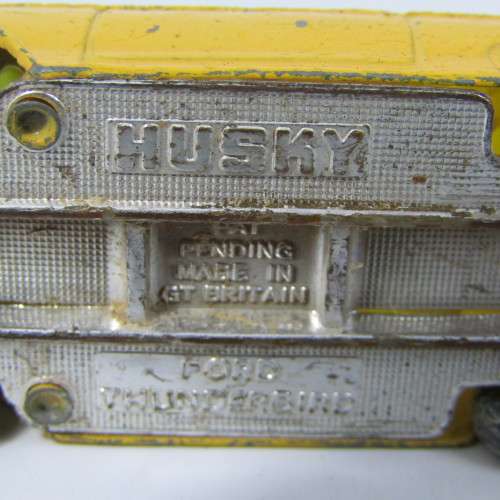 HUSKY
PAT
PENDING
MADE IN
GT BRITAIN
FORD
THUNDERBIRD